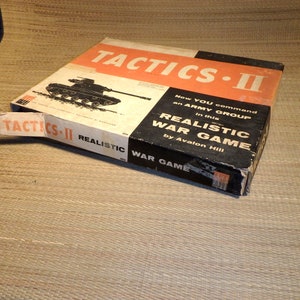 TACTICS • II
Now YOU command
an ARMY GROUP
in this
REALISTIC
WAR GAME
by Avalon Hill
TACTICS • II REALISTIC WAR GAME